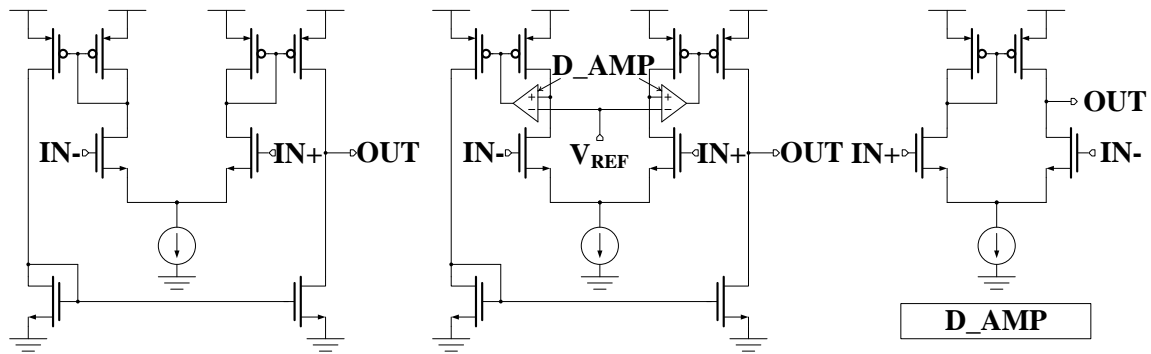 IN-
IN+
OUT
D_AMP
+
-
+
-
IN-
V_REF
IN+
OUT
OUT
IN+
IN-
D_AMP